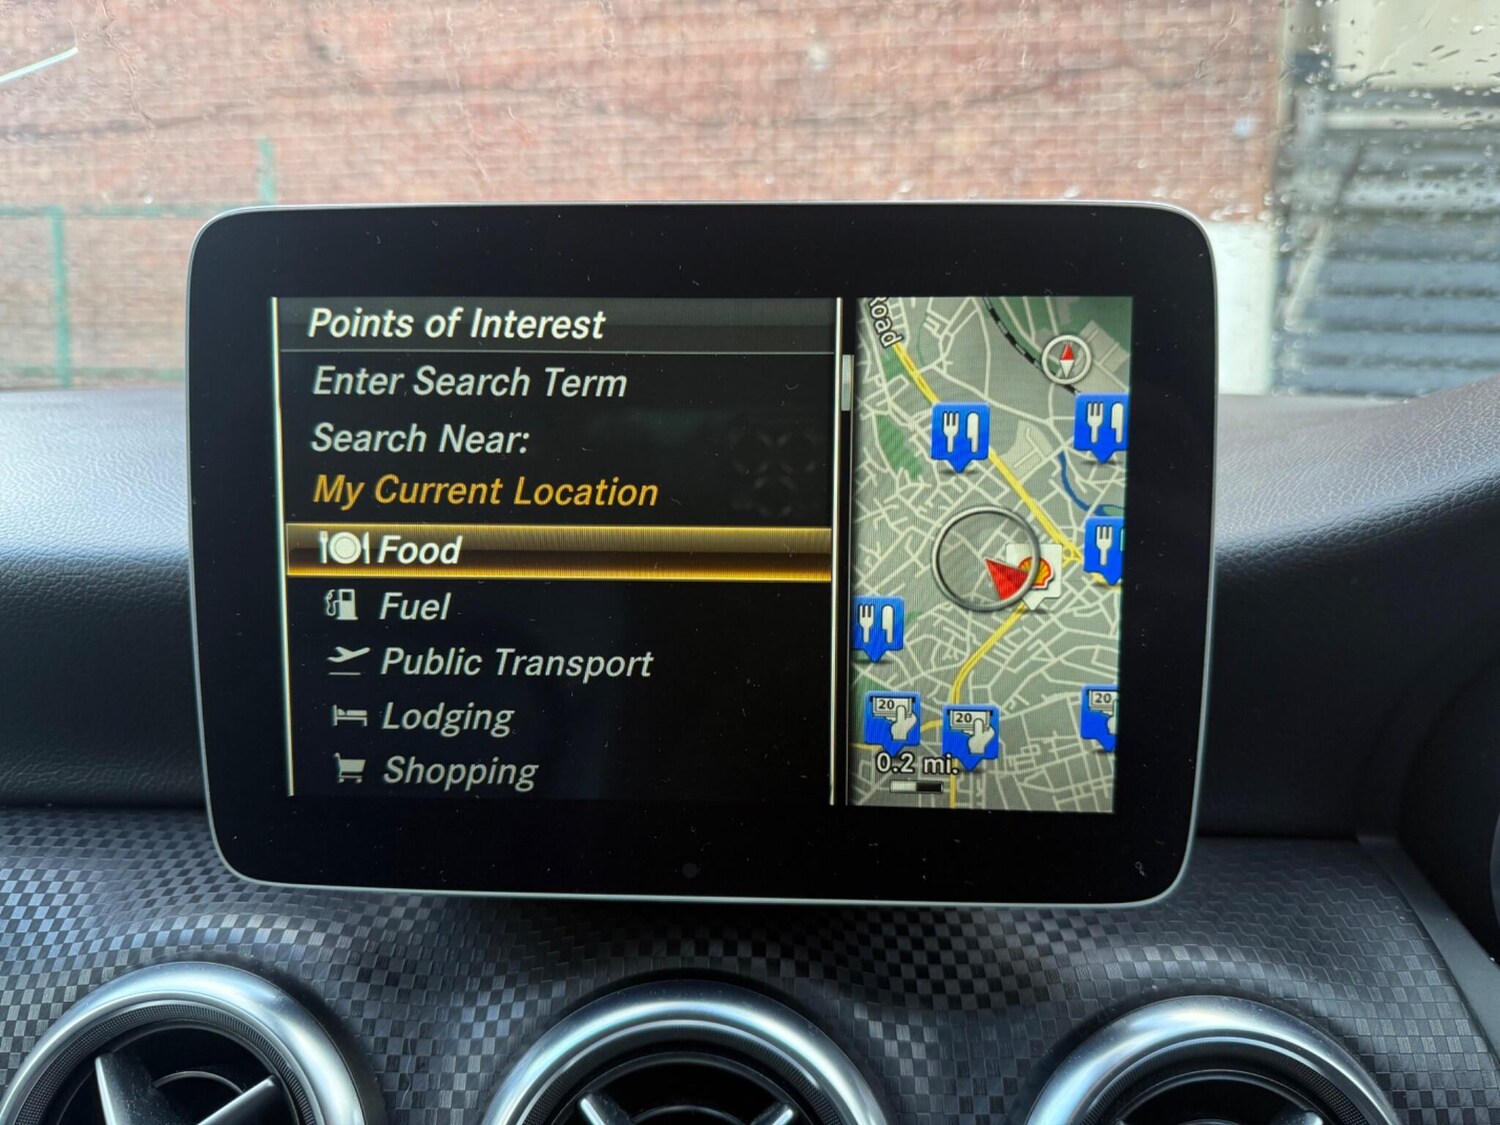 Points of Interest
Enter Search Term
Search Near:
My Current Location
Food
Fuel
Public Transport
Lodging
Shopping
Road
20
20
20
0.2 mi.